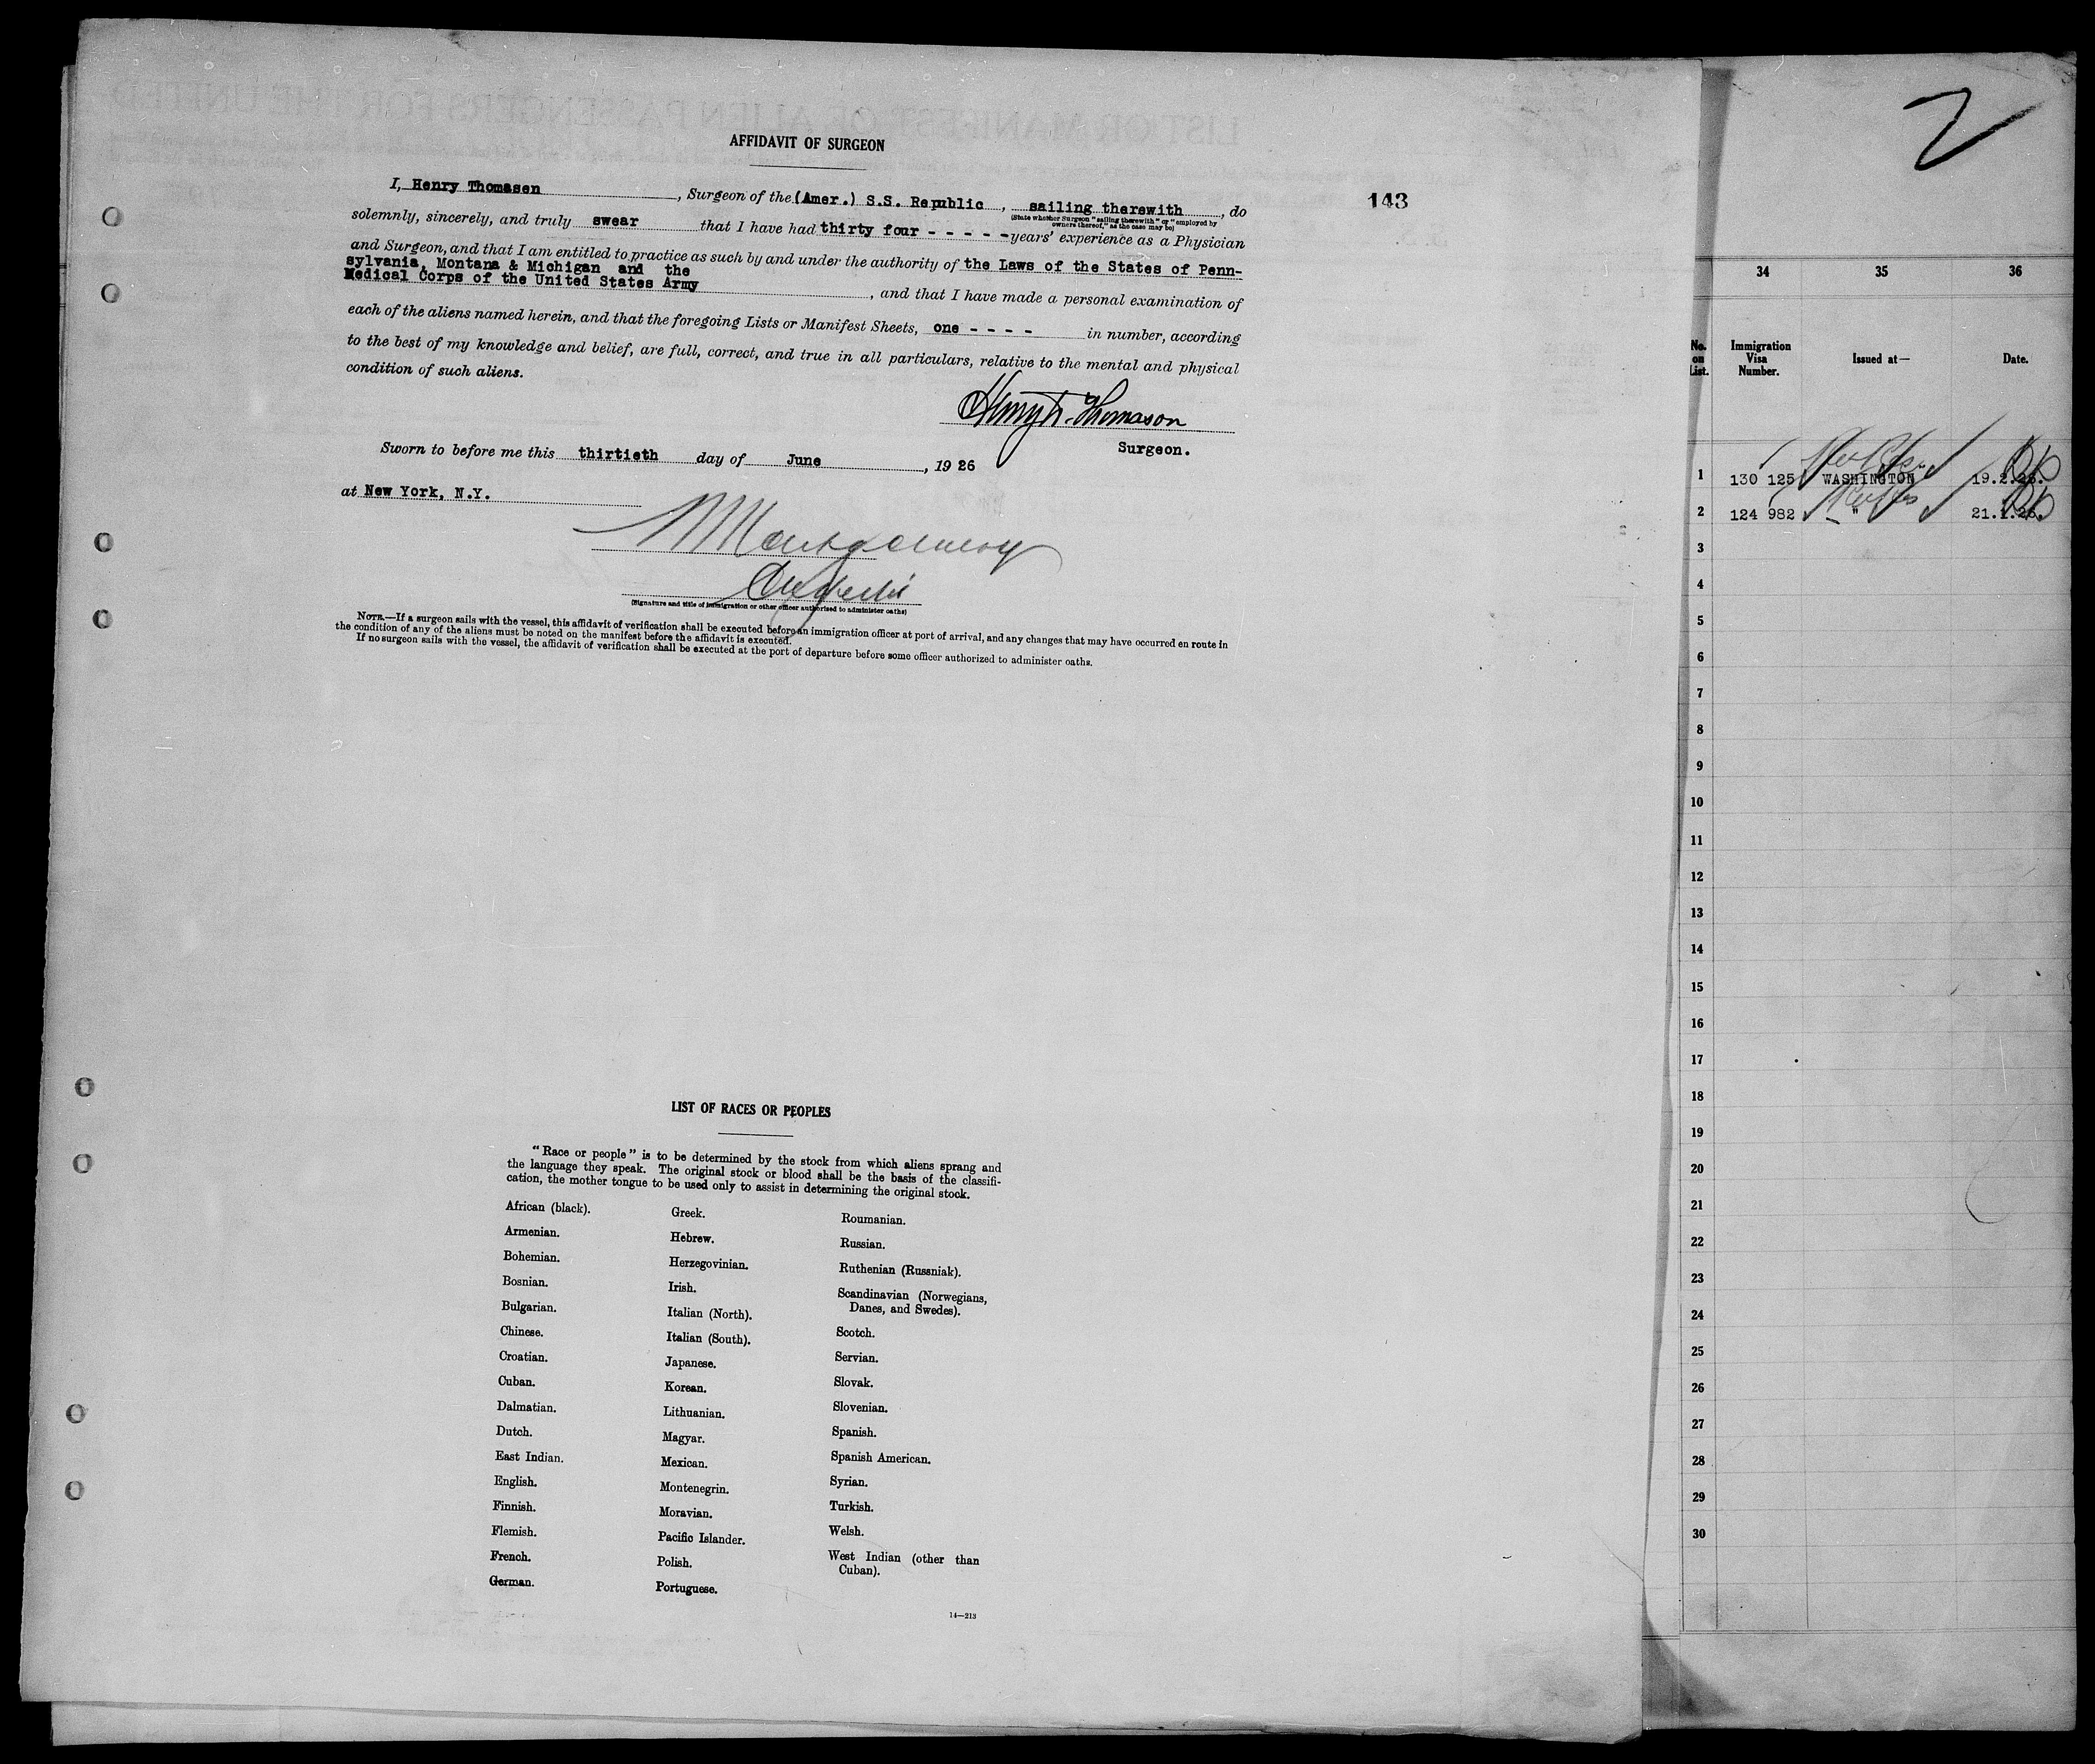 AFFIDAVIT OF SURGEON
143
I, Henry Thomasen, Surgeon of the (Amer.) S.S. Republic, sailing therewith, do
(State whether Surgeon "sailing therewith" or "employed by
owners thereof," as the case may be)
solemnly, sincerely, and truly swear that I have had thirty four - - - - - years' experience as a Physician
and Surgeon, and that I am entitled to practice as such by and under the authority of the Laws of the States of Penn-
sylvania, Montana & Michigan and the
Medical Corps of the United States Army, and that I have made a personal examination of
each of the aliens named herein, and that the foregoing Lists or Manifest Sheets, one - - - - in number, according
to the best of my knowledge and belief, are full, correct, and true in all particulars, relative to the mental and physical
condition of such aliens.
Henry Thomason
Surgeon.
Sworn to before me this thirtieth day of June, 1926
at New York, N.Y.
Montgomery
(Signature and title of immigration or other officer authorized to administer oaths)
NOTE.—If a surgeon sails with the vessel, this affidavit of verification shall be executed before an immigration officer at port of arrival, and any changes that may have occurred en route in
the condition of any of the aliens must be noted on the manifest before the affidavit is executed.
If no surgeon sails with the vessel, the affidavit of verification shall be executed at the port of departure before some officer authorized to administer oaths.
LIST OF RACES OR PEOPLES
"Race or people" is to be determined by the stock from which aliens sprang and
the language they speak. The original stock or blood shall be the basis of the classifi-
cation, the mother tongue to be used only to assist in determining the original stock.
African (black).
Armenian.
Bohemian.
Bosnian.
Bulgarian.
Chinese.
Croatian.
Cuban.
Dalmatian.
Dutch.
East Indian.
English.
Finnish.
Flemish.
French.
German.
Greek.
Hebrew.
Herzegovinian.
Irish.
Italian (North).
Italian (South).
Japanese.
Korean.
Lithuanian.
Magyar.
Mexican.
Montenegrin.
Moravian.
Pacific Islander.
Polish.
Portuguese.
Roumanian.
Russian.
Ruthenian (Russniak).
Scandinavian (Norwegians,
Danes, and Swedes).
Scotch.
Servian.
Slovak.
Slovenian.
Spanish.
Spanish American.
Syrian.
Turkish.
Welsh.
West Indian (other than
Cuban).
14—213
2
34 35 36
No. on List. Immigration Visa Number. Issued at— Date.
1 130 125 WASHINGTON 19.2.26.
2 124 982 " 21.1.26.
3
4
5
6
7
8
9
10
11
12
13
14
15
16
17
18
19
20
21
22
23
24
25
26
27
28
29
30